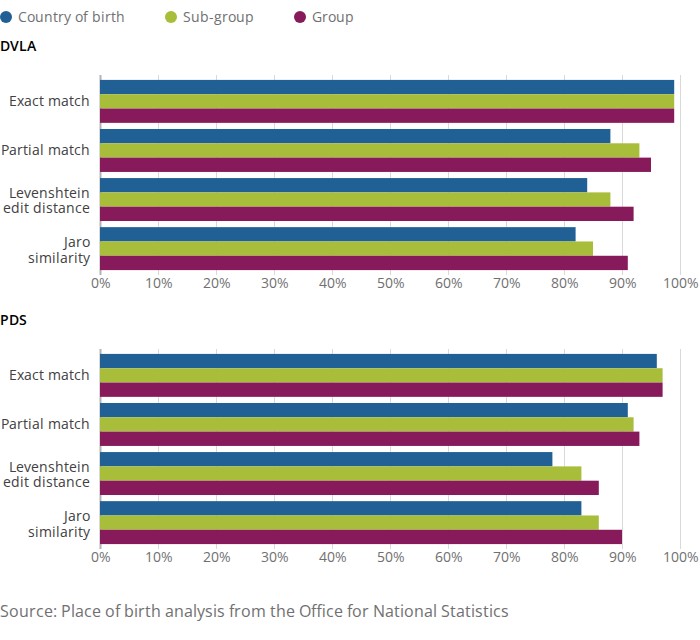 Country of birth Sub-group Group
DVLA
Exact match
Partial match
Levenshtein
edit distance
Jaro
similarity
0% 10% 20% 30% 40% 50% 60% 70% 80% 90% 100%
PDS
Exact match
Partial match
Levenshtein
edit distance
Jaro
similarity
0% 10% 20% 30% 40% 50% 60% 70% 80% 90% 100%
Source: Place of birth analysis from the Office for National Statistics